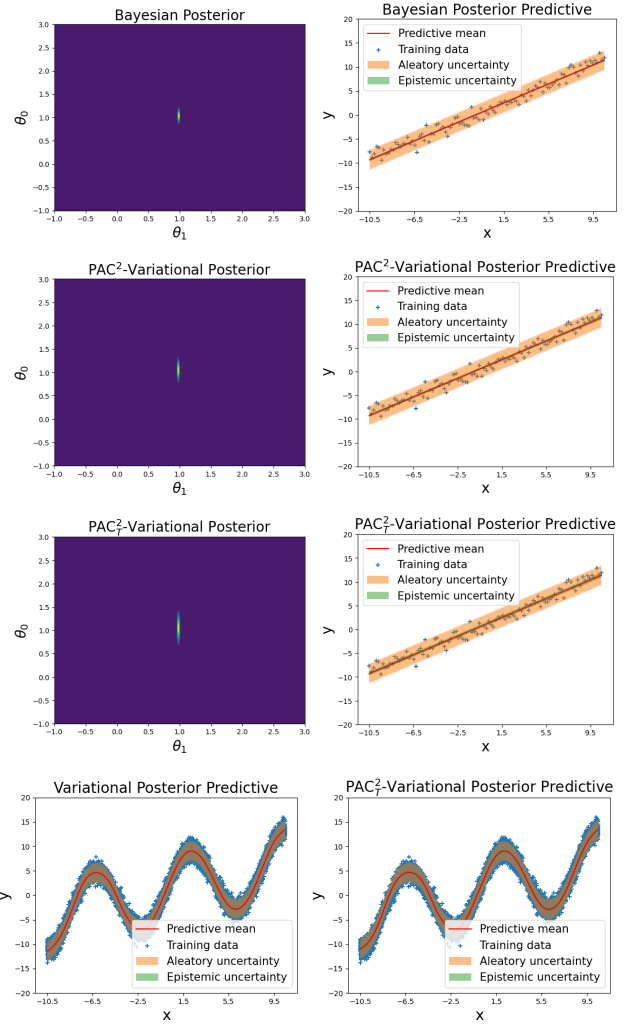 Bayesian Posterior
3.0
2.5
2.0
1.5
1.0
0.5
0.0
−0.5
−1.0
θ0
−1.0 −0.5 0.0 0.5 1.0 1.5 2.0 2.5 3.0
θ1
Bayesian Posterior Predictive
Predictive mean
Training data
Aleatory uncertainty
Epistemic uncertainty
20
15
10
5
0
−5
−10
−15
−20
y
−10.5 −6.5 −2.5 1.5 5.5 9.5
x
PAC²-Variational Posterior
3.0
2.5
2.0
1.5
1.0
0.5
0.0
−0.5
−1.0
θ0
−1.0 −0.5 0.0 0.5 1.0 1.5 2.0 2.5 3.0
θ1
PAC²-Variational Posterior Predictive
Predictive mean
Training data
Aleatory uncertainty
Epistemic uncertainty
20
15
10
5
0
−5
−10
−15
−20
y
−10.5 −6.5 −2.5 1.5 5.5 9.5
x
PAC²T-Variational Posterior
3.0
2.5
2.0
1.5
1.0
0.5
0.0
−0.5
−1.0
θ0
−1.0 −0.5 0.0 0.5 1.0 1.5 2.0 2.5 3.0
θ1
PAC²T-Variational Posterior Predictive
Predictive mean
Training data
Aleatory uncertainty
Epistemic uncertainty
20
15
10
5
0
−5
−10
−15
−20
y
−10.5 −6.5 −2.5 1.5 5.5 9.5
x
Variational Posterior Predictive
20
15
10
5
0
−5
−10
−15
−20
y
Predictive mean
Training data
Aleatory uncertainty
Epistemic uncertainty
−10.5 −6.5 −2.5 1.5 5.5 9.5
x
PAC²T-Variational Posterior Predictive
20
15
10
5
0
−5
−10
−15
−20
y
Predictive mean
Training data
Aleatory uncertainty
Epistemic uncertainty
−10.5 −6.5 −2.5 1.5 5.5 9.5
x